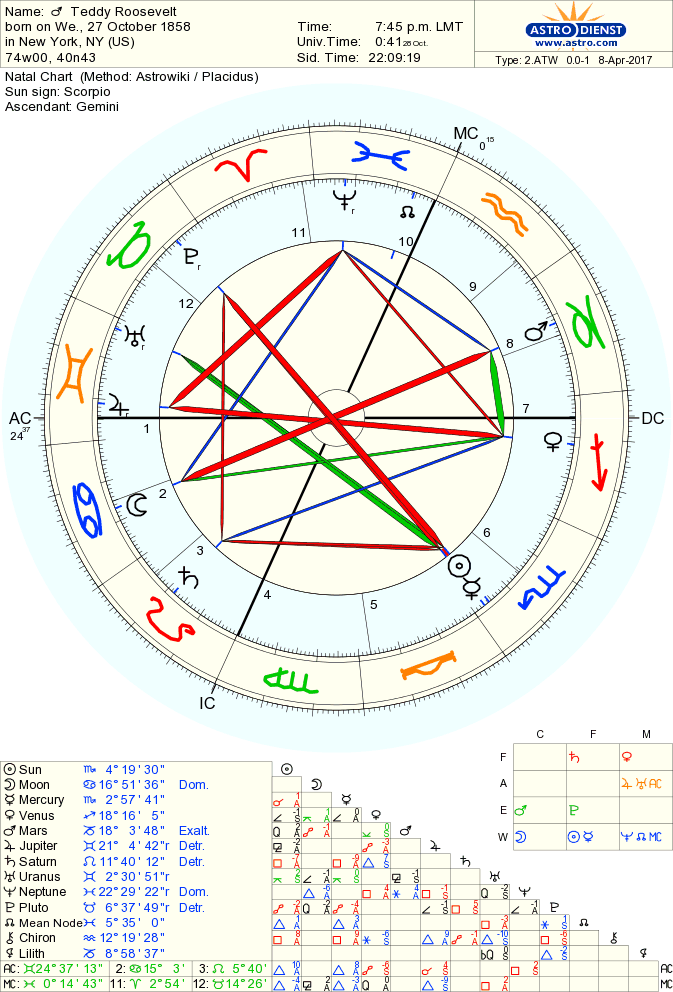 Name: ♂ Teddy Roosevelt
born on We., 27 October 1858
in New York, NY (US)
74w00, 40n43
Time: 7:45 p.m. LMT
Univ.Time: 0:41 28 Oct.
Sid. Time: 22:09:19
ASTRO DIENST
www.astro.com
Type: 2.ATW 0.0-1 8-Apr-2017
Natal Chart (Method: Astrowiki / Placidus)
Sun sign: Scorpio
Ascendant: Gemini
MC 0 15
11
10
9
12
8
AC
24 37
1
7
DC
2
6
3
4
5
IC
C F M
F ♄ ♀
A ♃ ♅ AC
E ♂ ♇
W ☽ ☉ ☿ ♆ ☊ MC
☉ Sun ♏ 4°19'30"
☽ Moon ♋ 16°51'36" Dom.
☿ Mercury ♏ 2°57'41"
♀ Venus ♐ 18°16' 5"
♂ Mars ♑ 18° 3'48" Exalt.
♃ Jupiter ♊ 21° 4'42"r Detr.
♄ Saturn ♌ 11°40'12" Detr.
♅ Uranus ♊ 2°30'51"r
♆ Neptune ♓ 22°29'22"r Dom.
♇ Pluto ♉ 6°37'49"r Detr.
☊ Mean Node ♓ 5°35' 0"
⚷ Chiron ♒ 12°19'28"
⚸ Lilith ♑ 8°58'37"
AC: ♊ 24°37'13" 2: ♋ 15° 3' 3: ♌ 5°40'
MC: ♓ 0°14'43" 11: ♈ 2°54' 12: ♉ 14°26'
AC
MC